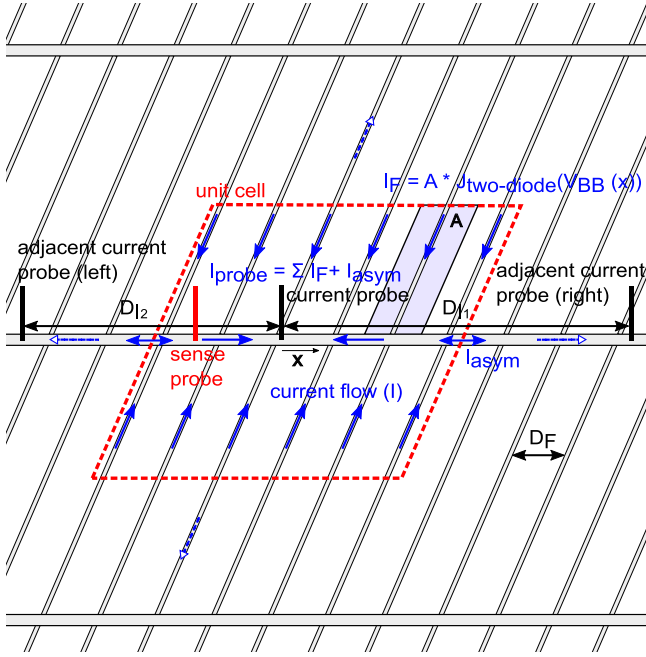 I_F = A * J_two-diode(V_BB (x))
unit cell
A
adjacent current
probe (left)
I_probe = Σ I_F+ I_asym
adjacent current
probe (right)
current probe
D_I2
D_I1
sense
probe
x
I_asym
current flow (I)
D_F